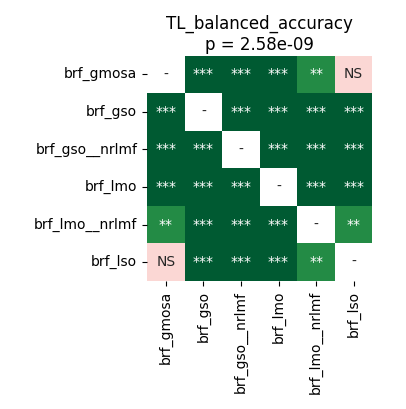 TL_balanced_accuracy
p = 2.58e-09
brf_gmosa - *** *** *** ** NS
brf_gso *** - *** *** *** ***
brf_gso__nrlmf *** *** - *** *** ***
brf_lmo *** *** *** - *** ***
brf_lmo__nrlmf ** *** *** *** - **
brf_lso NS *** *** *** ** -
brf_gmosa
brf_gso
brf_gso__nrlmf
brf_lmo
brf_lmo__nrlmf
brf_lso